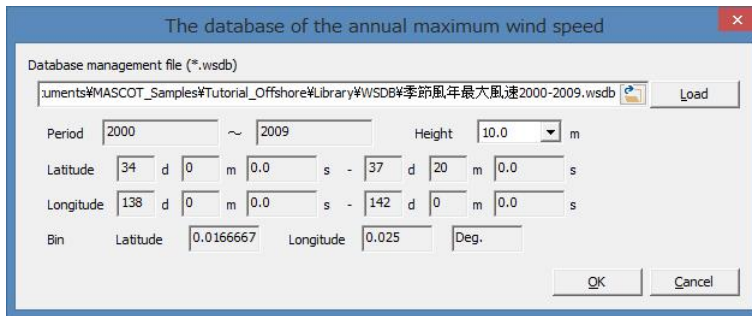 The database of the annual maximum wind speed
Database management file (*.wsdb)
uments¥MASCOT_Samples¥Tutorial_Offshore¥Library¥WSDB¥季節風年最大風速2000-2009.wsdb Load
Period 2000 ～ 2009 Height 10.0 m
Latitude 34 d 0 m 0.0 s - 37 d 20 m 0.0 s
Longitude 138 d 0 m 0.0 s - 142 d 0 m 0.0 s
Bin Latitude 0.0166667 Longitude 0.025 Deg.
OK Cancel